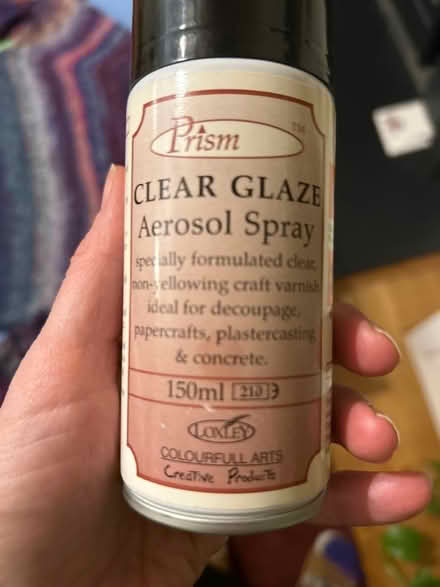 Prism TM
CLEAR GLAZE
Aerosol Spray
specially formulated clear,
non-yellowing craft varnish
ideal for decoupage,
papercrafts, plastercasting
& concrete.
150ml 210 ɜ
LOXLEY
COLOURFULL ARTS
Creative Products